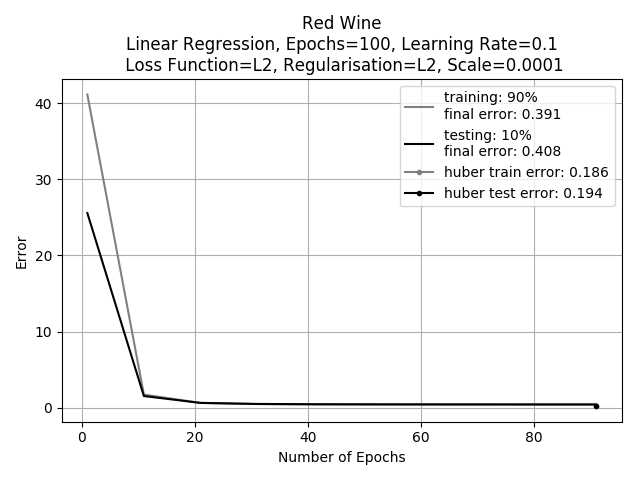 Red Wine
Linear Regression, Epochs=100, Learning Rate=0.1
Loss Function=L2, Regularisation=L2, Scale=0.0001
training: 90%
final error: 0.391
testing: 10%
final error: 0.408
huber train error: 0.186
huber test error: 0.194
Error
40
30
20
10
0
0 20 40 60 80
Number of Epochs